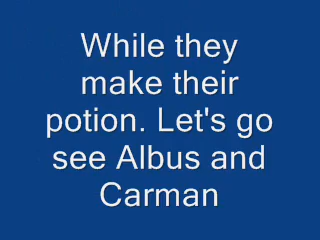 While they
make their
potion. Let's go
see Albus and
Carman